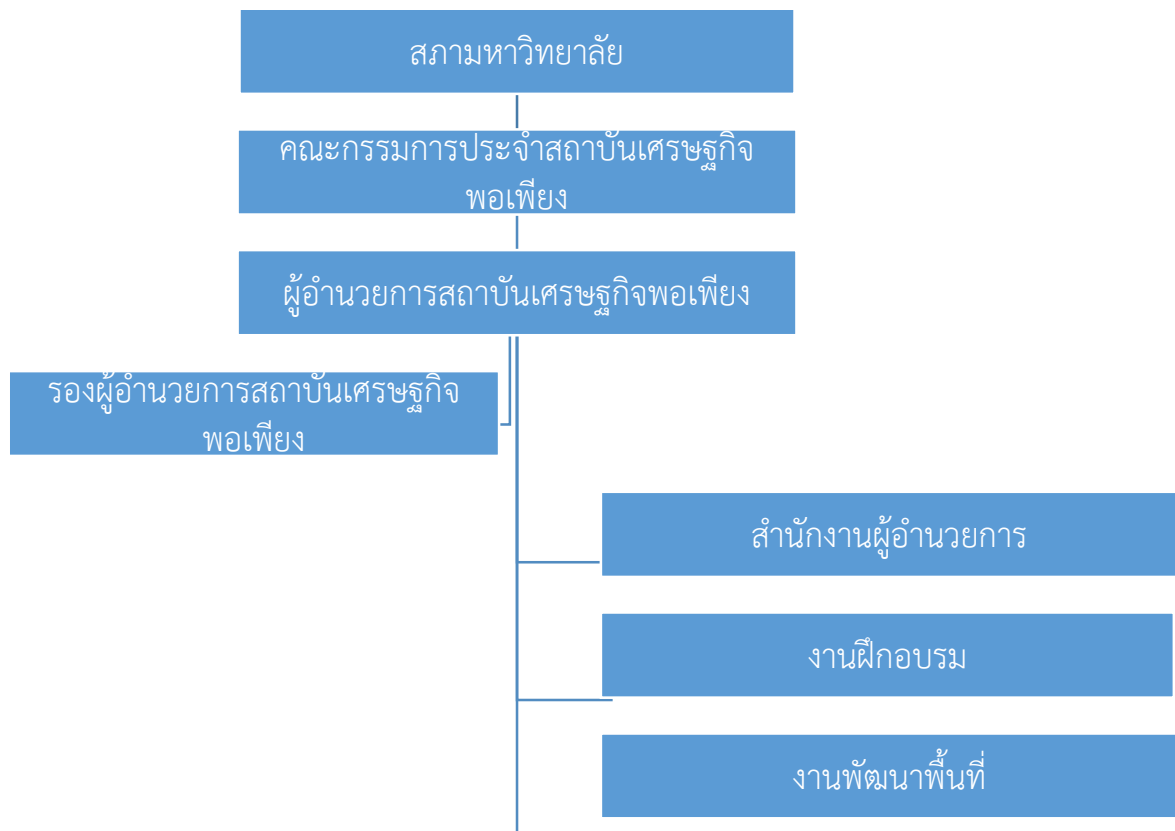 สภามหาวิทยาลัย
คณะกรรมการประจำสถาบันเศรษฐกิจ
พอเพียง
ผู้อำนวยการสถาบันเศรษฐกิจพอเพียง
รองผู้อำนวยการสถาบันเศรษฐกิจ
พอเพียง
สำนักงานผู้อำนวยการ
งานฝึกอบรม
งานพัฒนาพื้นที่